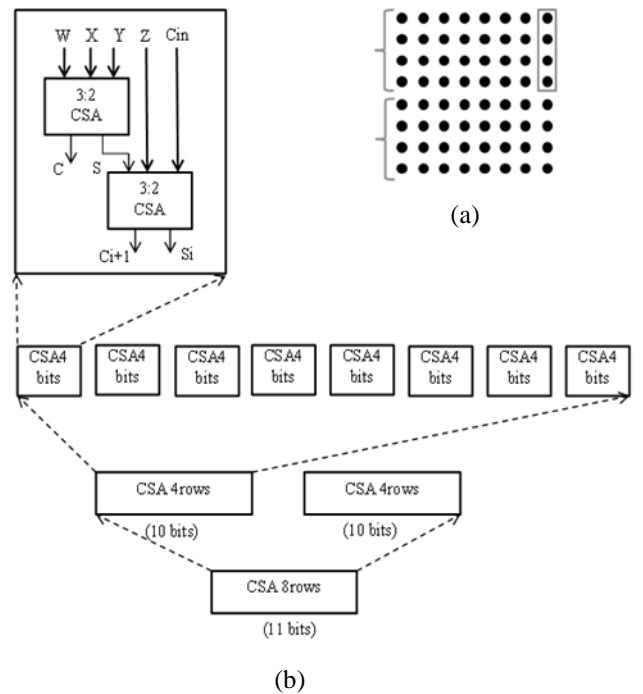 W X Y Z Cin
3:2
CSA
C S
3:2
CSA
Ci+1 Si
(a)
CSA4 CSA4 CSA4 CSA4 CSA4 CSA4 CSA4 CSA4
bits bits bits bits bits bits bits bits
CSA 4rows CSA 4rows
(10 bits) (10 bits)
CSA 8rows
(11 bits)
(b)